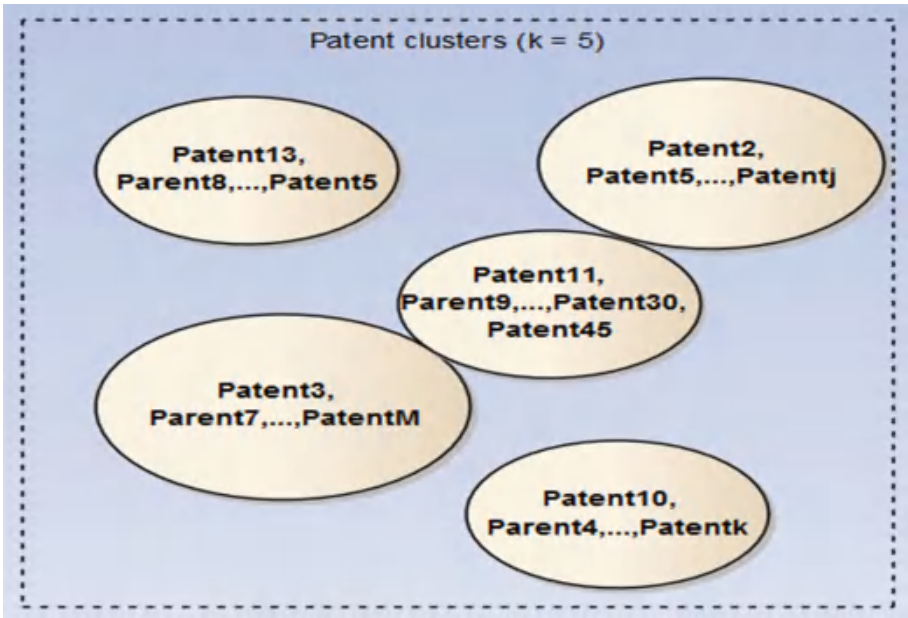 Patent clusters (k = 5)
Patent13,
Parent8,...,Patent5
Patent2,
Patent5,...,Patentj
Patent11,
Parent9,...,Patent30,
Patent45
Patent3,
Parent7,...,PatentM
Patent10,
Parent4,...,Patentk